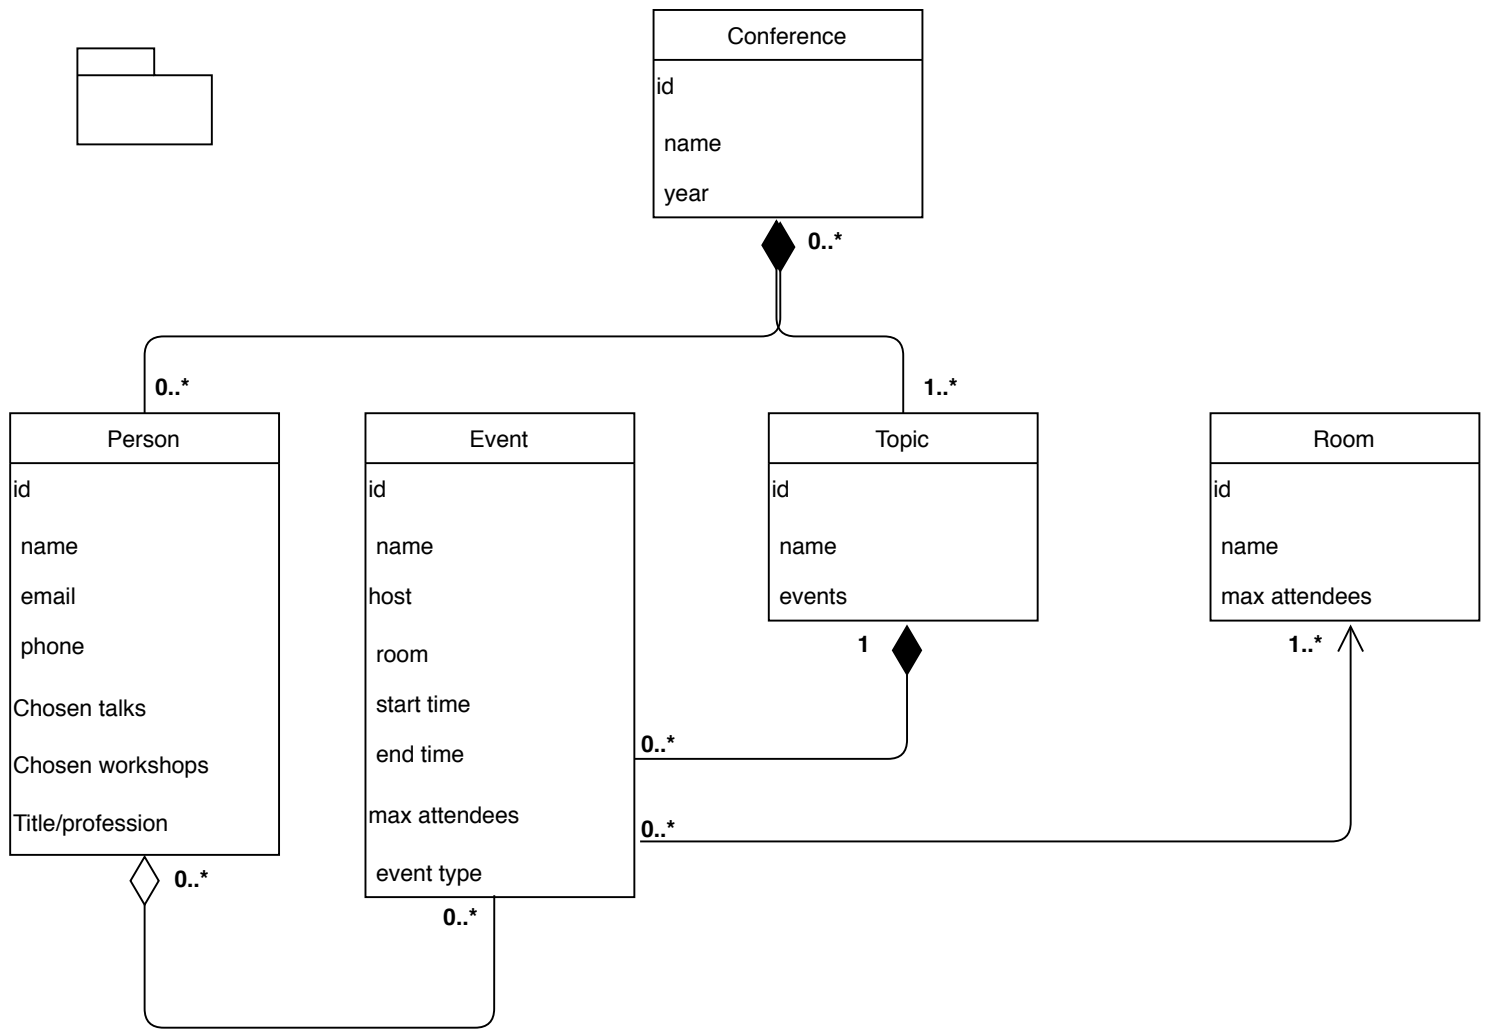 Conference
id
name
year
0..*
0..*
1..*
Person
id
name
email
phone
Chosen talks
Chosen workshops
Title/profession
0..*
Event
id
name
host
room
start time
end time
max attendees
event type
0..*
0..*
0..*
Topic
id
name
events
1
Room
id
name
max attendees
1..*